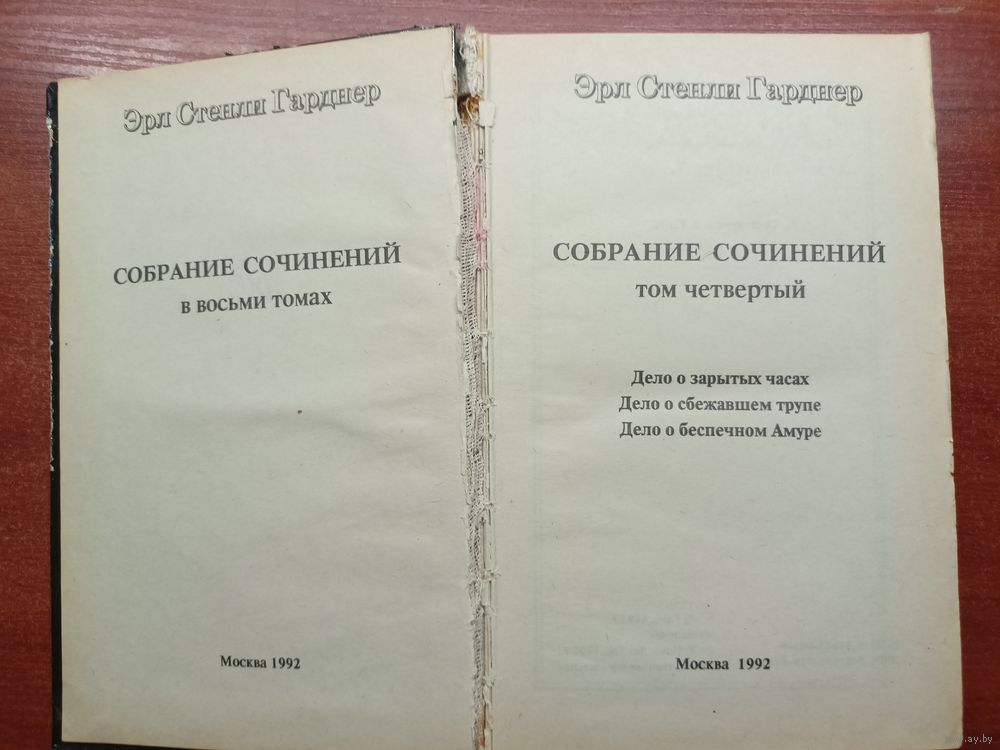 Эрл Стенли Гарднер
СОБРАНИЕ СОЧИНЕНИЙ
в восьми томах
Москва 1992
Эрл Стенли Гарднер
СОБРАНИЕ СОЧИНЕНИЙ
том четвертый
Дело о зарытых часах
Дело о сбежавшем трупе
Дело о беспечном Амуре
Москва 1992